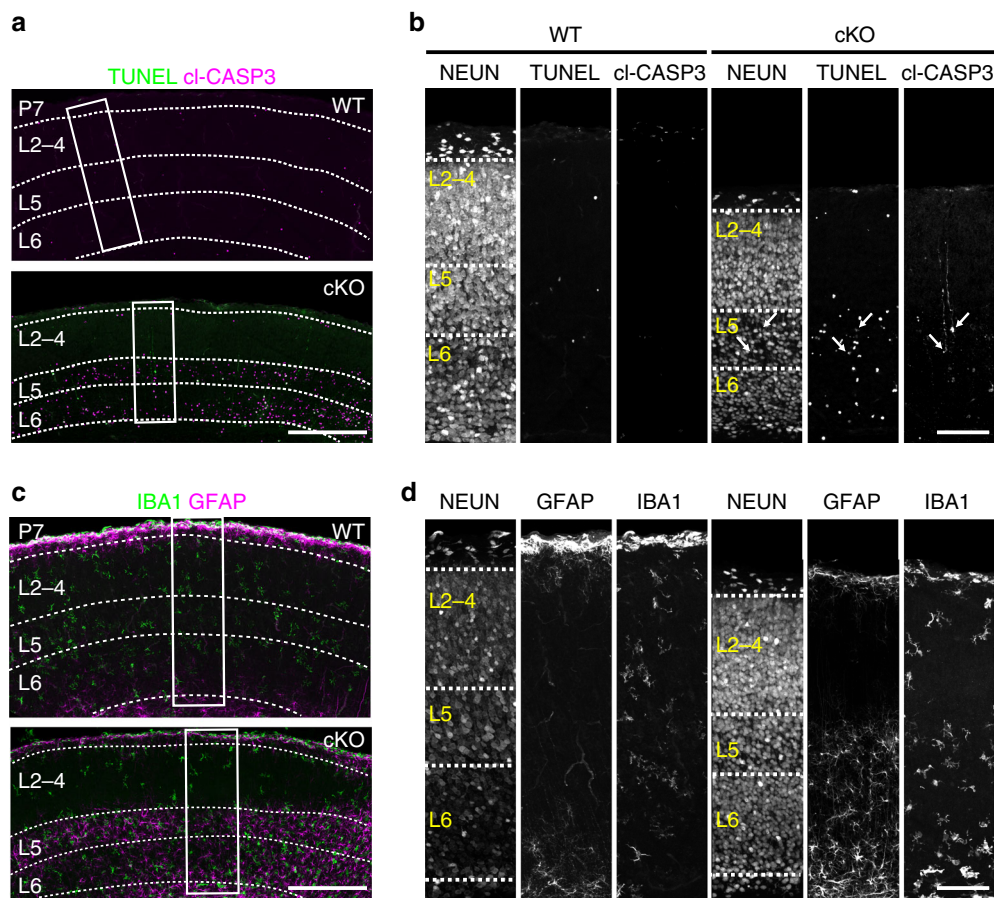 a
TUNEL cl-CASP3
P7 WT
L2–4
L5
L6
cKO
L2–4
L5
L6
b
WT cKO
NEUN TUNEL cl-CASP3 NEUN TUNEL cl-CASP3
L2–4
L5
L6
L2–4
L5
L6
c
IBA1 GFAP
P7 WT
L2–4
L5
L6
cKO
L2–4
L5
L6
d
NEUN GFAP IBA1 NEUN GFAP IBA1
L2–4
L5
L6
L2–4
L5
L6